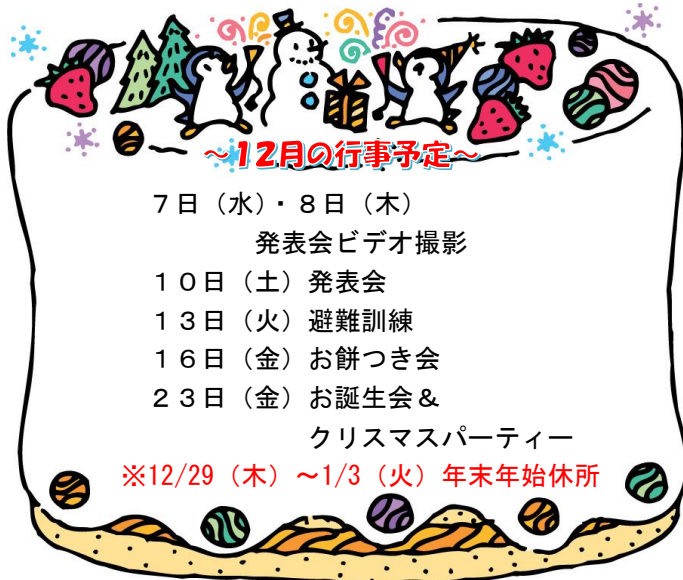 ～12月の行事予定～
７日（水）・８日（木）
発表会ビデオ撮影
１０日（土）発表会
１３日（火）避難訓練
１６日（金）お餅つき会
２３日（金）お誕生会＆
クリスマスパーティー
※12/29（木）～1/3（火）年末年始休所